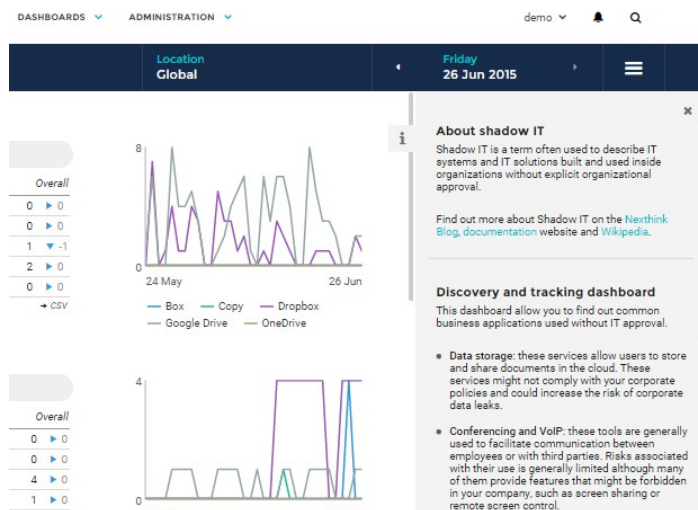 DASHBOARDS ADMINISTRATION demo
Location
Global
Friday
26 Jun 2015
Overall
0 0
0 0
1 -1
2 0
0 0
CSV
8
0
24 May 26 Jun
Box Copy Dropbox
Google Drive OneDrive
Overall
0 0
0 0
4 0
1 0
4
0
i
About shadow IT
Shadow IT is a term often used to describe IT
systems and IT solutions built and used inside
organizations without explicit organizational
approval.
Find out more about Shadow IT on the Nexthink
Blog, documentation website and Wikipedia.
Discovery and tracking dashboard
This dashboard allow you to find out common
business applications used without IT approval.
Data storage: these services allow users to store
and share documents in the cloud. These
services might not comply with your corporate
policies and could increase the risk of corporate
data leaks.
Conferencing and VoIP: these tools are generally
used to facilitate communication between
employees or with third parties. Risks associated
with their use is generally limited although many
of them provide features that might be forbidden
in your company, such as screen sharing or
remote screen control.